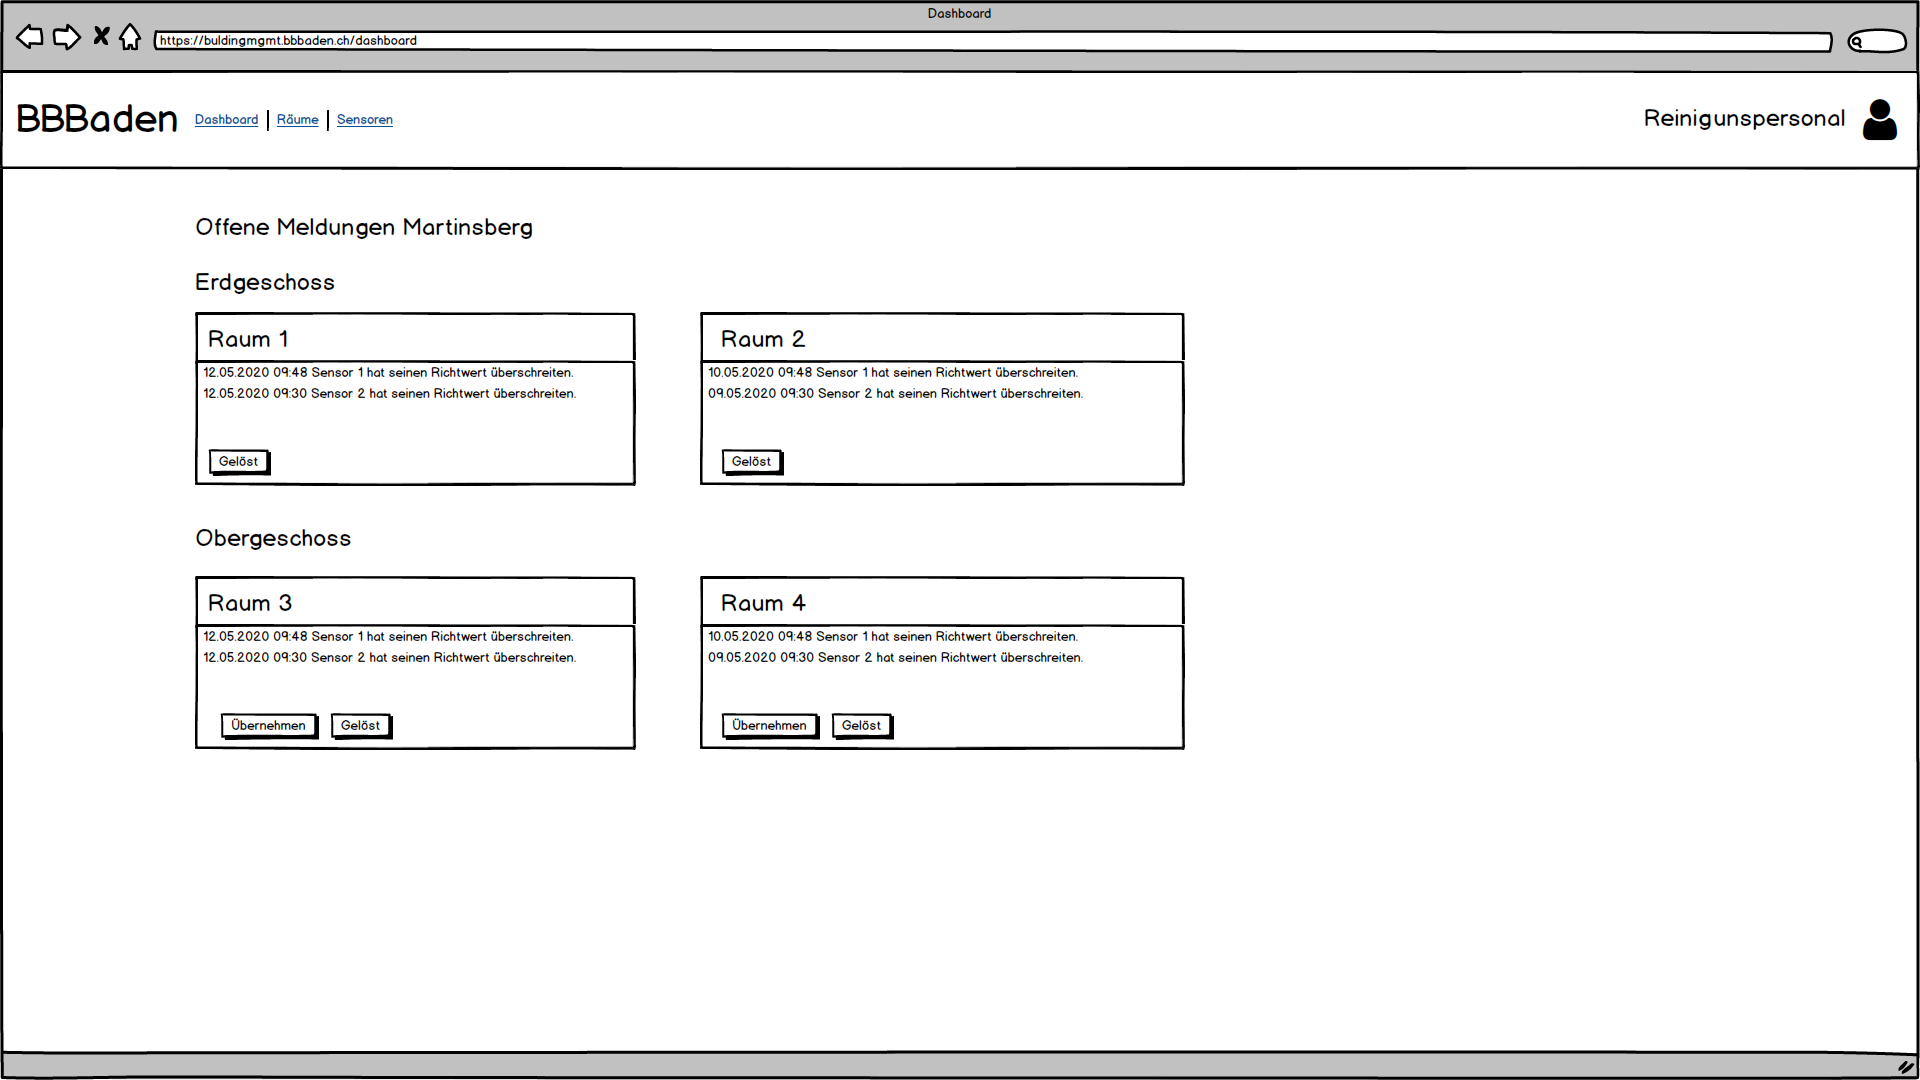 Dashboard
https://buldingmgmt.bbbaden.ch/dashboard
BBBaden
Dashboard | Räume | Sensoren
Reinigunspersonal
Offene Meldungen Martinsberg
Erdgeschoss
Raum 1
12.05.2020 09:48 Sensor 1 hat seinen Richtwert überschreiten.
12.05.2020 09:30 Sensor 2 hat seinen Richtwert überschreiten.
Gelöst
Raum 2
10.05.2020 09:48 Sensor 1 hat seinen Richtwert überschreiten.
09.05.2020 09:30 Sensor 2 hat seinen Richtwert überschreiten.
Gelöst
Obergeschoss
Raum 3
12.05.2020 09:48 Sensor 1 hat seinen Richtwert überschreiten.
12.05.2020 09:30 Sensor 2 hat seinen Richtwert überschreiten.
Übernehmen Gelöst
Raum 4
10.05.2020 09:48 Sensor 1 hat seinen Richtwert überschreiten.
09.05.2020 09:30 Sensor 2 hat seinen Richtwert überschreiten.
Übernehmen Gelöst